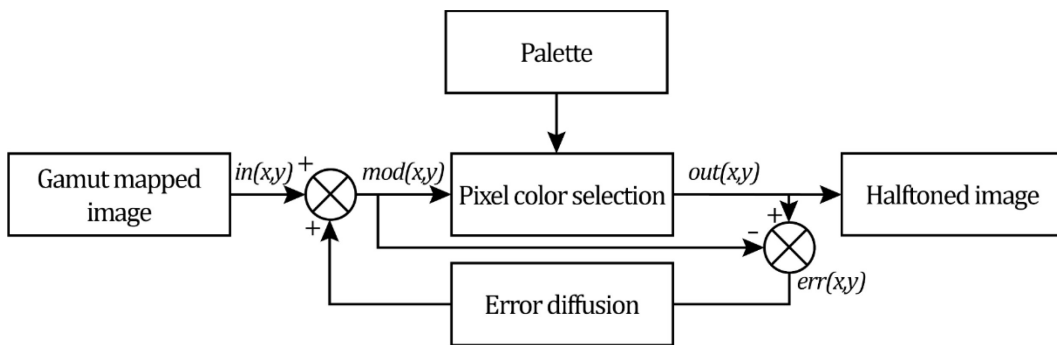 Palette
Gamut mapped
image
in(x,y)
+
+
mod(x,y)
Pixel color selection
out(x,y)
+
–
Halftoned image
err(x,y)
Error diffusion